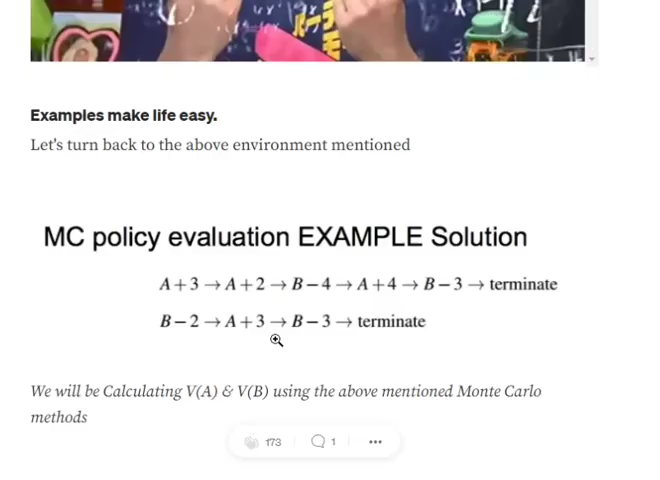 Examples make life easy.
Let's turn back to the above environment mentioned
MC policy evaluation EXAMPLE Solution
A+3 → A+2 → B−4 → A+4 → B−3 → terminate
B−2 → A+3 → B−3 → terminate
We will be Calculating V(A) & V(B) using the above mentioned Monte Carlo
methods
173 1